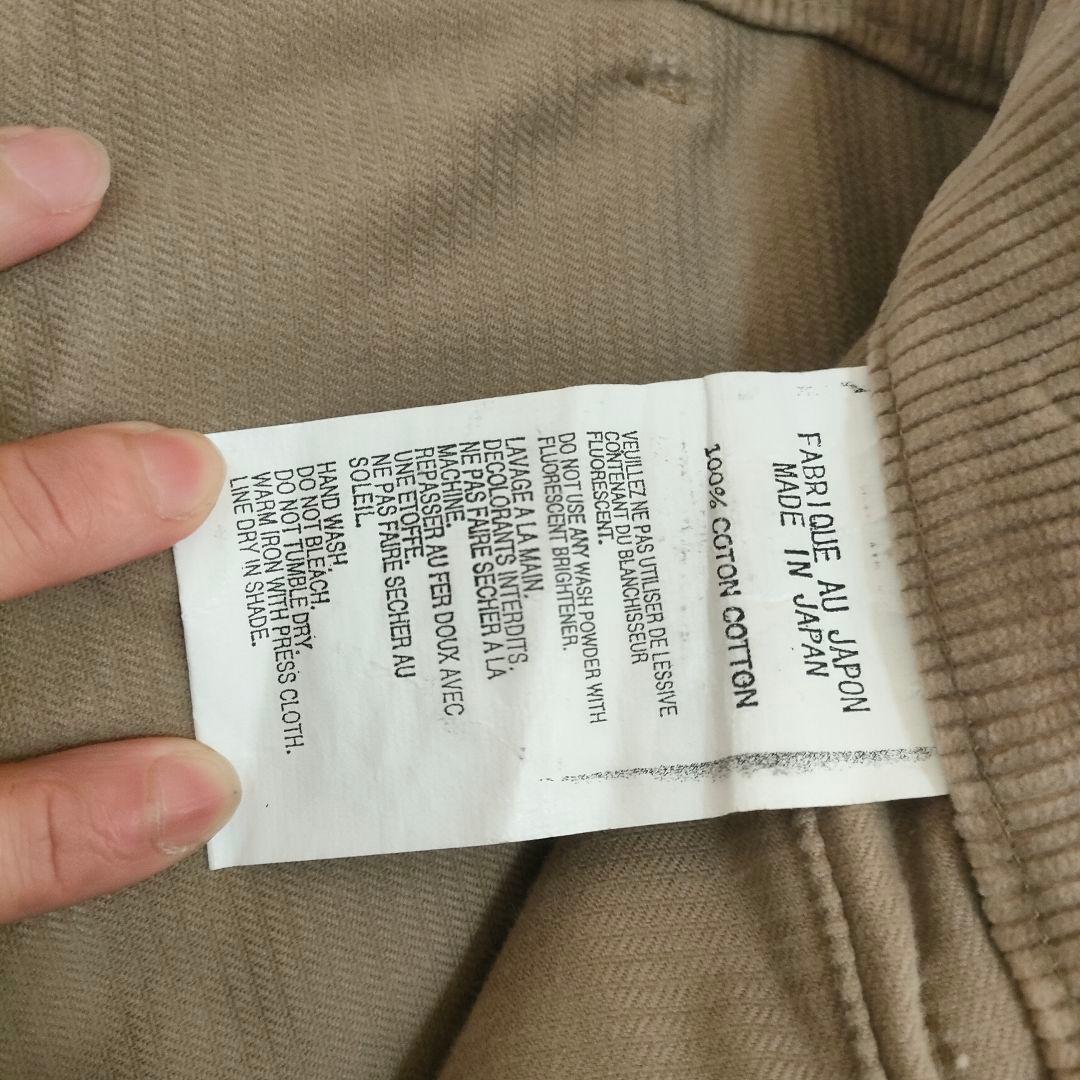 FABRIQUE AU JAPON
MADE IN JAPAN
100% COTON COTTON
VEUILLEZ NE PAS UTILISER DE LESSIVE
CONTENANT DU BLANCHISSEUR
FLUORESCENT.
DO NOT USE ANY WASH POWDER WITH
FLUORESCENT BRIGHTENER.
LAVAGE A LA MAIN.
DECOLORANTS INTERDITS.
NE PAS FAIRE SECHER A LA
MACHINE.
REPASSER AU FER DOUX AVEC
UNE ETOFFE.
NE PAS FAIRE SECHER AU
SOLEIL.
HAND WASH.
DO NOT BLEACH.
DO NOT TUMBLE DRY.
WARM IRON WITH PRESS CLOTH.
LINE DRY IN SHADE.